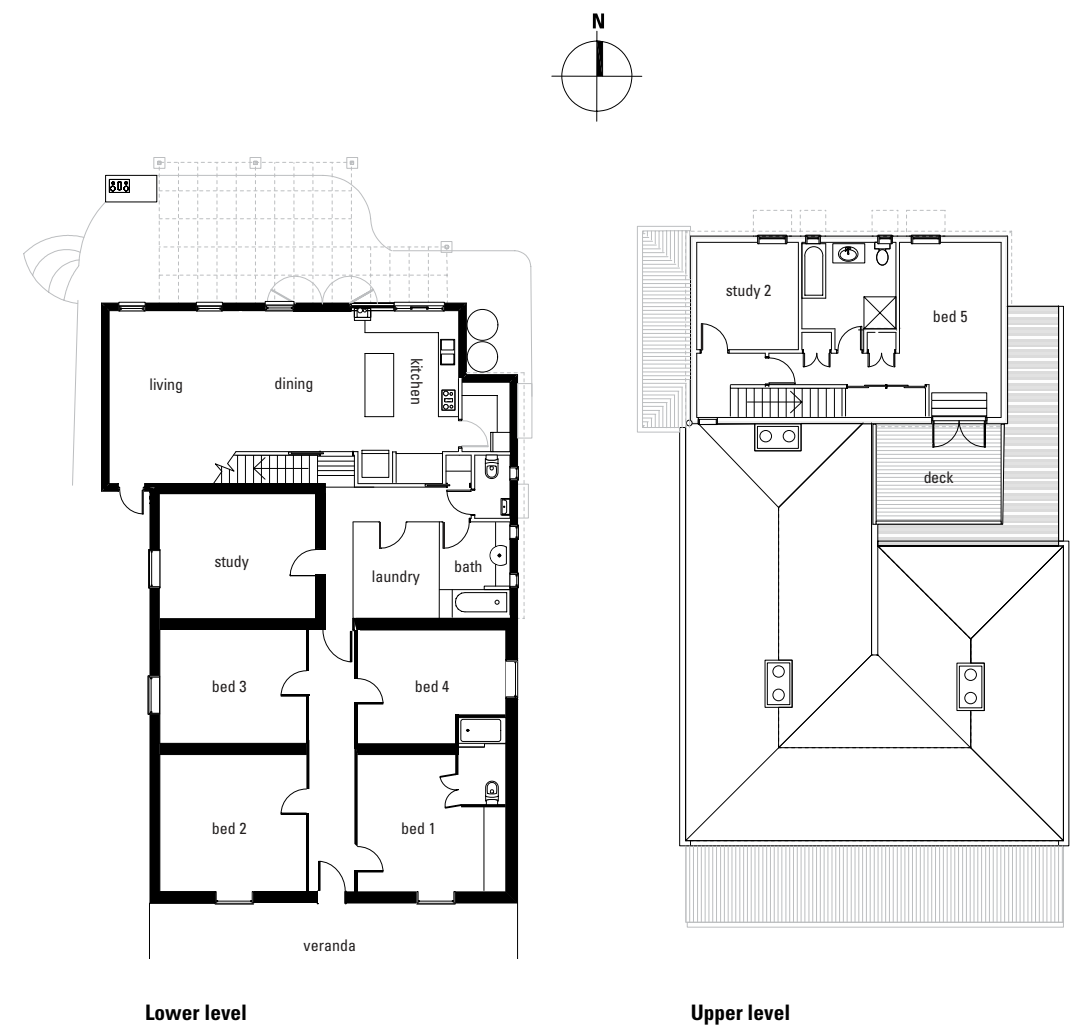 N
living
dining
kitchen
study
laundry
bath
bed 3
bed 4
bed 2
bed 1
veranda
Lower level
study 2
bed 5
deck
Upper level